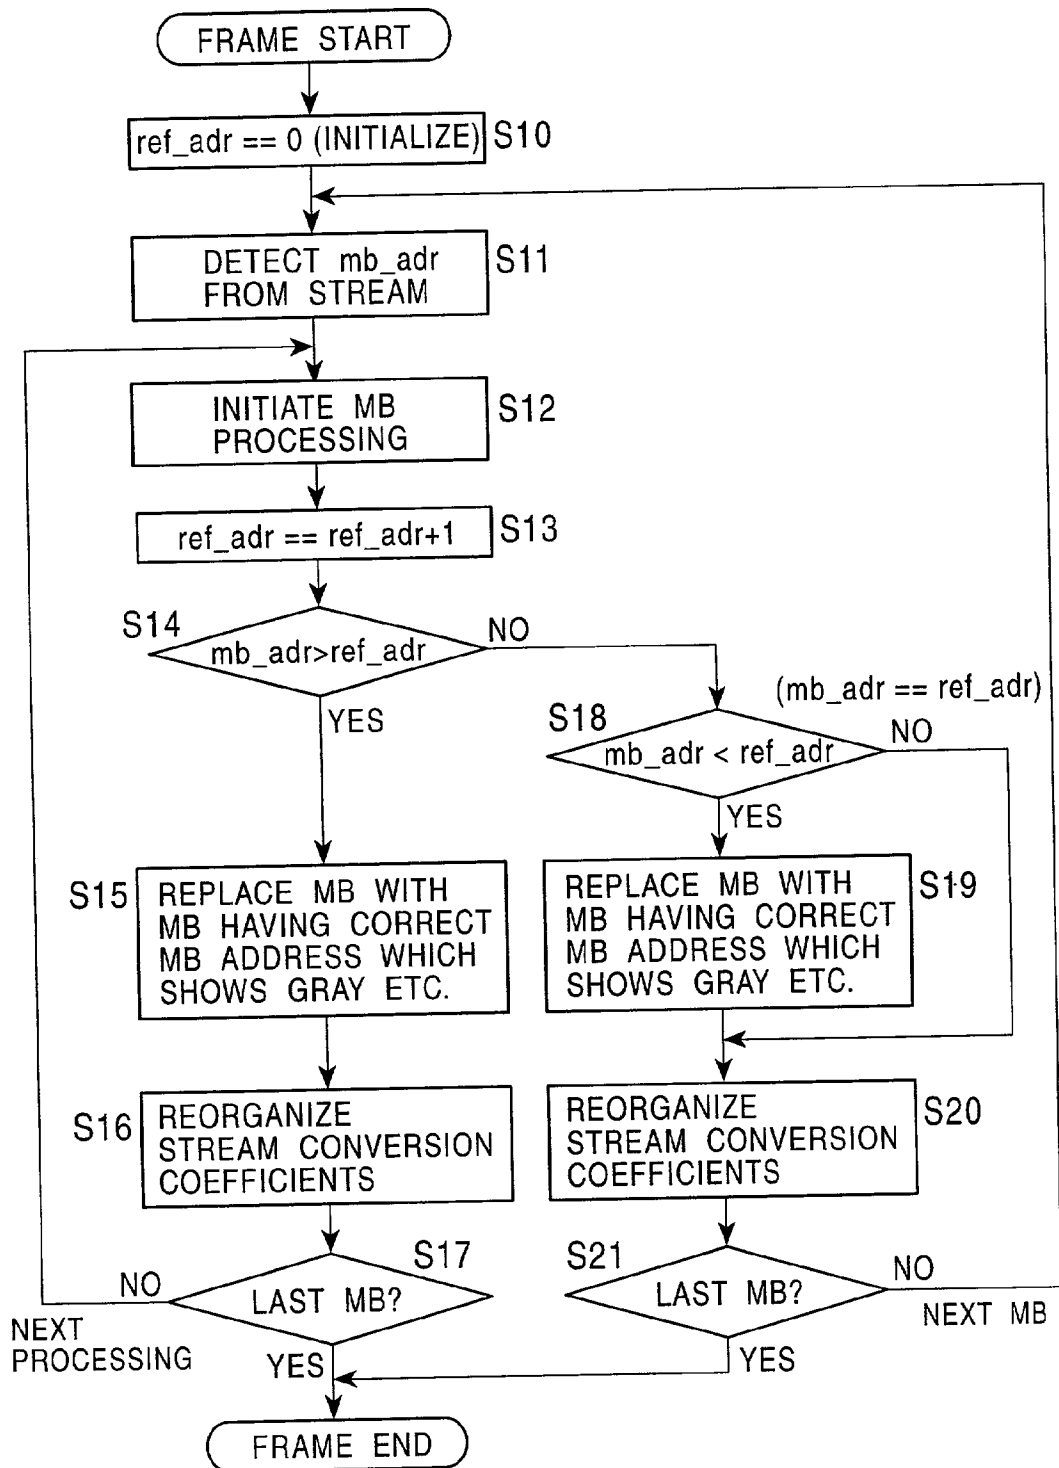 FRAME START
ref_adr == 0 (INITIALIZE)
S10
DETECT mb_adr
FROM STREAM
S11
INITIATE MB
PROCESSING
S12
ref_adr == ref_adr+1
S13
S14
mb_adr>ref_adr
NO
YES
(mb_adr == ref_adr)
S18
mb_adr < ref_adr
NO
YES
S15
REPLACE MB WITH
MB HAVING CORRECT
MB ADDRESS WHICH
SHOWS GRAY ETC.
REPLACE MB WITH
MB HAVING CORRECT
MB ADDRESS WHICH
SHOWS GRAY ETC.
S19
S16
REORGANIZE
STREAM CONVERSION
COEFFICIENTS
REORGANIZE
STREAM CONVERSION
COEFFICIENTS
S20
S17
LAST MB?
NO
NEXT
PROCESSING
YES
S21
LAST MB?
NO
NEXT MB
YES
FRAME END